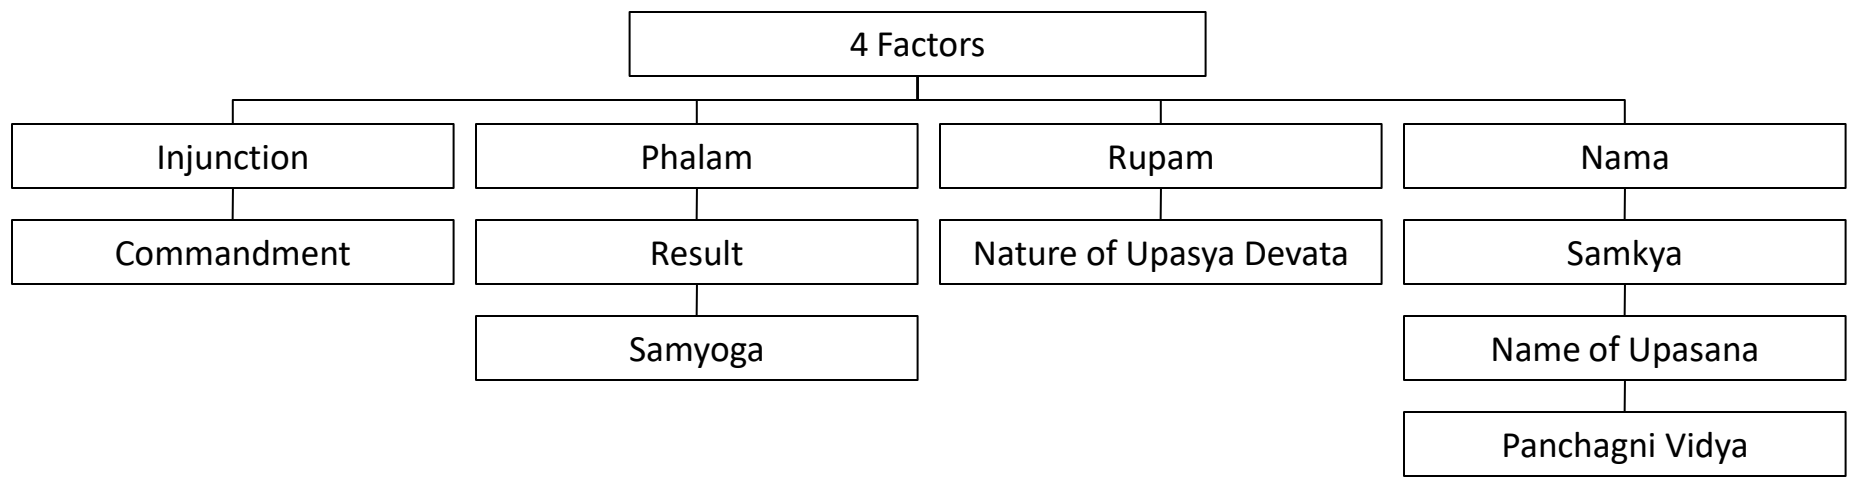 4 Factors
Injunction
Phalam
Rupam
Nama
Commandment
Result
Nature of Upasya Devata
Samkya
Samyoga
Name of Upasana
Panchagni Vidya